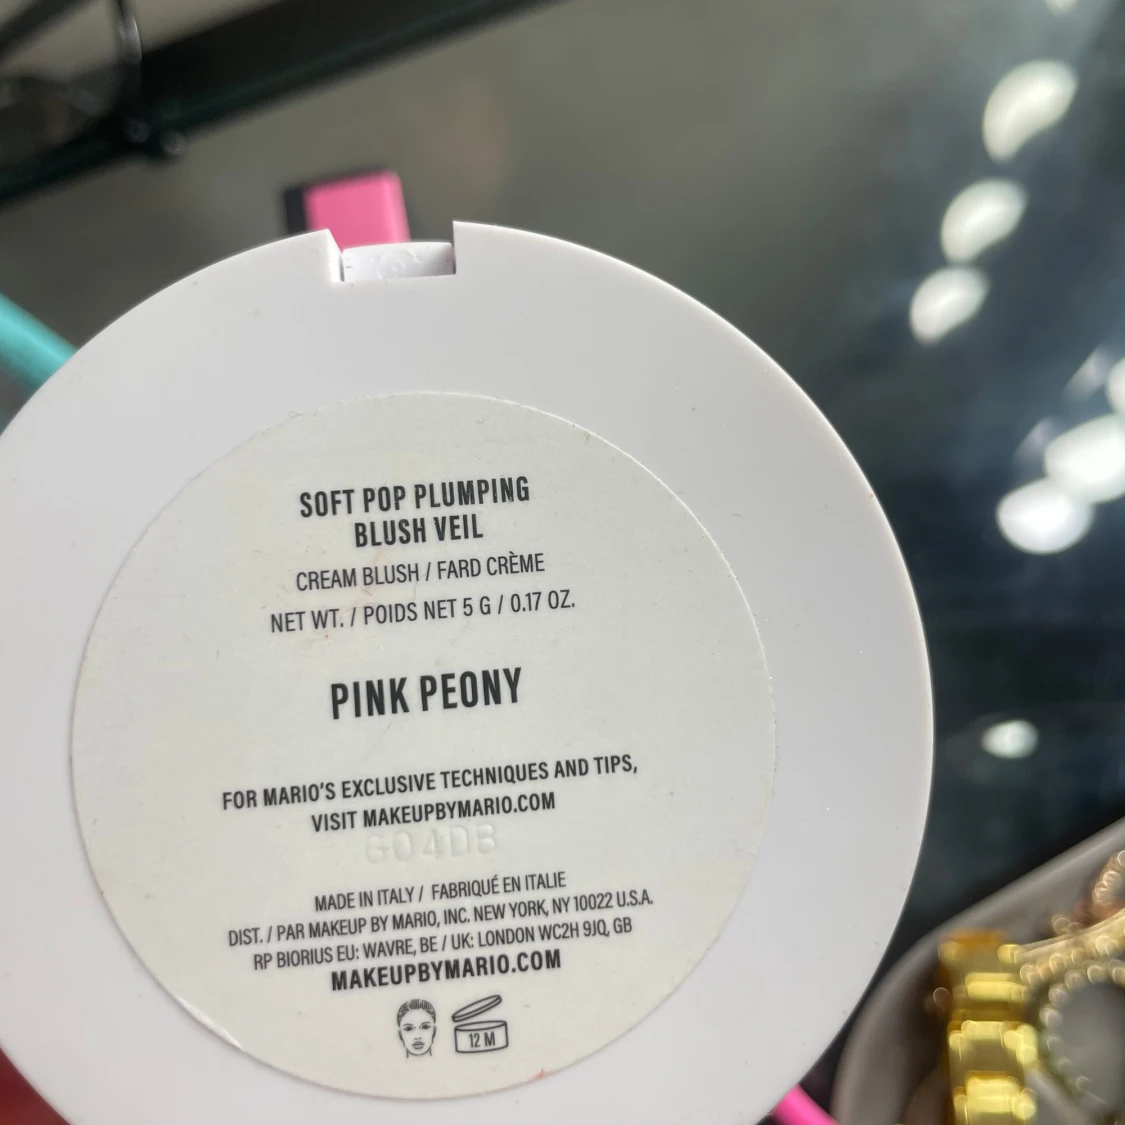 SOFT POP PLUMPING
BLUSH VEIL
CREAM BLUSH / FARD CRÈME
NET WT. / POIDS NET 5 G / 0.17 OZ.
PINK PEONY
FOR MARIO'S EXCLUSIVE TECHNIQUES AND TIPS,
VISIT MAKEUPBYMARIO.COM
G04DB
MADE IN ITALY / FABRIQUÉ EN ITALIE
DIST. / PAR MAKEUP BY MARIO, INC. NEW YORK, NY 10022 U.S.A.
RP BIORIUS EU: WAVRE, BE / UK: LONDON WC2H 9JQ, GB
MAKEUPBYMARIO.COM
12 M